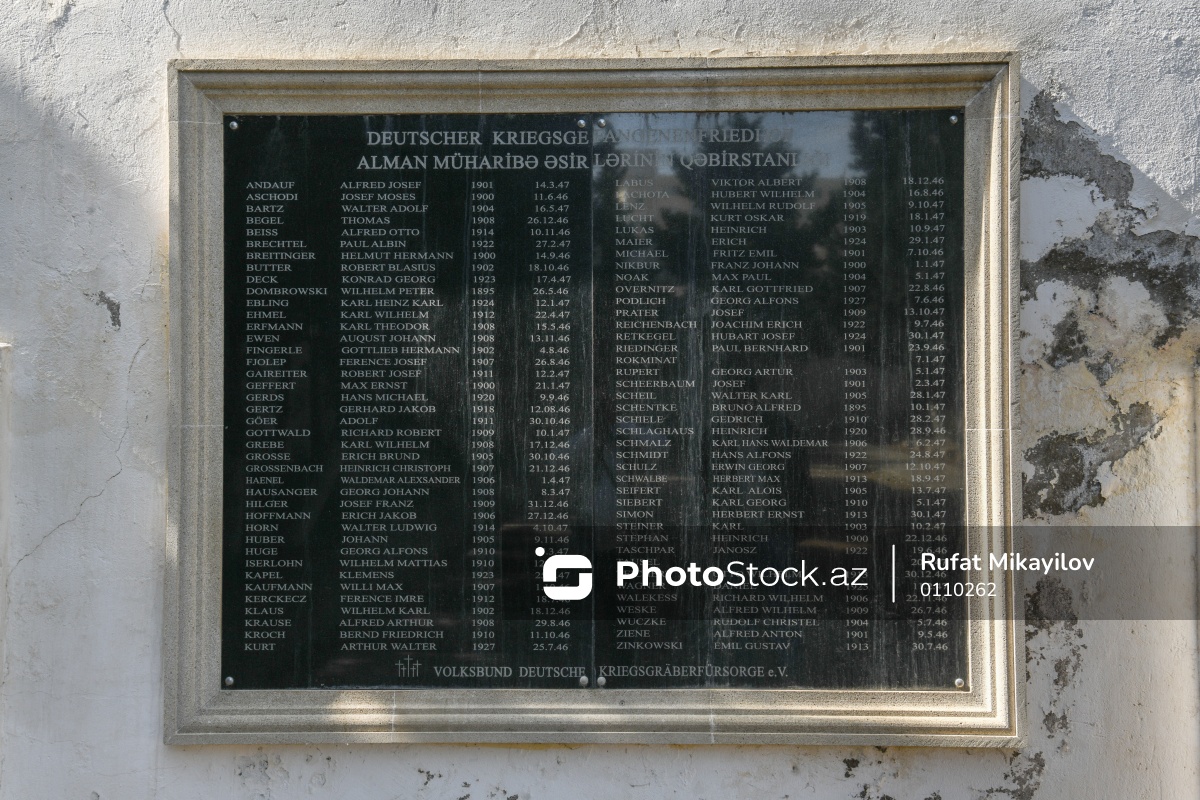 DEUTSCHER KRIEGSGE ANGENENFRIEDHOF
ALMAN MÜHARİBƏ ƏSİR LƏRİNİN QƏBİRSTANLIĞI
ANDAUF ALFRED JOSEF 1901 14.3.47
ASCHODI JOSEF MOSES 1900 11.6.47
BARTZ WALTER ADOLF 1904 16.5.47
BEGEL THOMAS 1908 26.12.46
BEISS ALFRED OTTO 1914 10.11.46
BRECHTEL PAUL ALBIN 1922 27.2.47
BREITINGER HELMUT HERMANN 1900 14.9.46
BUTTER ROBERT BLASIUS 1902 18.10.46
DECK KONRAD GEORG 1923 17.4.47
DOMBROWSKI WILHELM PETER 1895 26.5.46
EBLING KARL HEINZ KARL 1924 12.1.47
EHMEL KARL WILHELM 1912 22.4.47
ERFMANN KARL THEODOR 1908 15.5.46
EWEN AUQUST JOHANN 1908 13.11.46
FINGERLE GOTTLIEB HERMANN 1902 4.8.46
FJOLEP FERENCE JOSEF 1907 26.8.46
GAIREITER ROBERT JOSEF 1911 12.2.47
GEFFERT MAX ERNST 1900 21.1.47
GERDS HANS MICHAEL 1920 9.9.46
GERTZ GERHARD JAKOB 1918 12.08.46
GÖER ADOLF 1911 30.10.46
GOTTWALD RICHARD ROBERT 1909 10.1.47
GREBE KARL WILHELM 1908 17.12.46
GROSSE ERICH BRUND 1905 30.10.46
GROSSENBACH HEINRICH CHRISTOPH 1907 21.12.46
HAENEL WALDEMAR ALEXSANDER 1906 1.4.47
HAUSANGER GEORG JOHANN 1908 8.3.47
HILGER JOSEF FRANZ 1909 31.12.46
HOFFMANN ERICH JAKOB 1906 27.12.46
HORN WALTER LUDWIG 1914 4.10.47
HUBER JOHANN 1905 9.11.46
HUGE GEORG ALFONS 1910
ISERLOHN WILHELM MATTIAS 1910
KAPEL KLEMENS 1923
KAUFMANN WILLI MAX 1907
KERCKECZ FERENCE IMRE 1912
KLAUS WILHELM KARL 1902 18.12.46
KRAUSE ALFRED ARTHUR 1908 29.8.46
KROCH BERND FRIEDRICH 1910 11.10.46
KURT ARTHUR WALTER 1927 25.7.46
LABUS VIKTOR ALBERT 1908 18.12.46
LACHOTA HUBERT WILHELM 1904 16.8.46
LENZ WILHELM RUDOLF 1905 9.10.47
LUCHT KURT OSKAR 1919 18.1.47
LUKAS HEINRICH 1903 10.9.47
MAIER ERICH 1924 29.1.47
MICHAEL FRITZ EMIL 1901 7.10.46
NIKBUR FRANZ JOHANN 1900 1.1.47
NOAK MAX PAUL 1904 5.1.47
OVERNITZ KARL GOTTFRIED 1907 22.8.46
PODLICH GEORG ALFONS 1927 7.6.46
PRATER JOSEF 1909 13.10.47
REICHENBACH JOACHIM ERICH 1922 9.7.46
RETKEGEL HUBART JOSEF 1924 30.1.47
RIEDINGER PAUL BERNHARD 1901 23.9.46
ROKMINAT 7.1.47
RUPERT GEORG ARTUR 1903 5.1.47
SCHEERBAUM JOSEF 1901 2.3.47
SCHEIL WALTER KARL 1905 28.1.47
SCHENTKE BRUNO ALFRED 1895 10.1.47
SCHIELE GEDRICH 1910 28.2.47
SCHLAGHAUS HEINRICH 1920 28.9.46
SCHMALZ KARL HANS WALDEMAR 1906 6.2.47
SCHMIDT HANS ALFONS 1922 24.8.47
SCHULZ ERWIN GEORG 1907 12.10.47
SCHWALBE HERBERT MAX 1913 18.9.47
SEIFERT KARL ALOIS 1905 13.7.47
SIEBERT KARL GEORG 1910 5.1.47
SIMON HERBERT ERNST 1913 30.1.47
STEINER KARL 1903 10.2.47
STEPHAN HEINRICH 1900 22.12.46
TASCHPAR JANOSZ 1922 19.6.46
WALEKESS RICHARD WILHELM 1906
WESKE ALFRED WILHELM 1909 26.7.46
WUCZKE RUDOLF CHRISTEL 1904 5.7.46
ZIENE ALFRED ANTON 1901 9.5.46
ZINKOWSKI EMIL GUSTAV 1913 30.7.46
VOLKSBUND DEUTSCHE KRIEGSGRÄBERFÜRSORGE e.V.
PhotoStock.az
Rufat Mikayilov
0110262